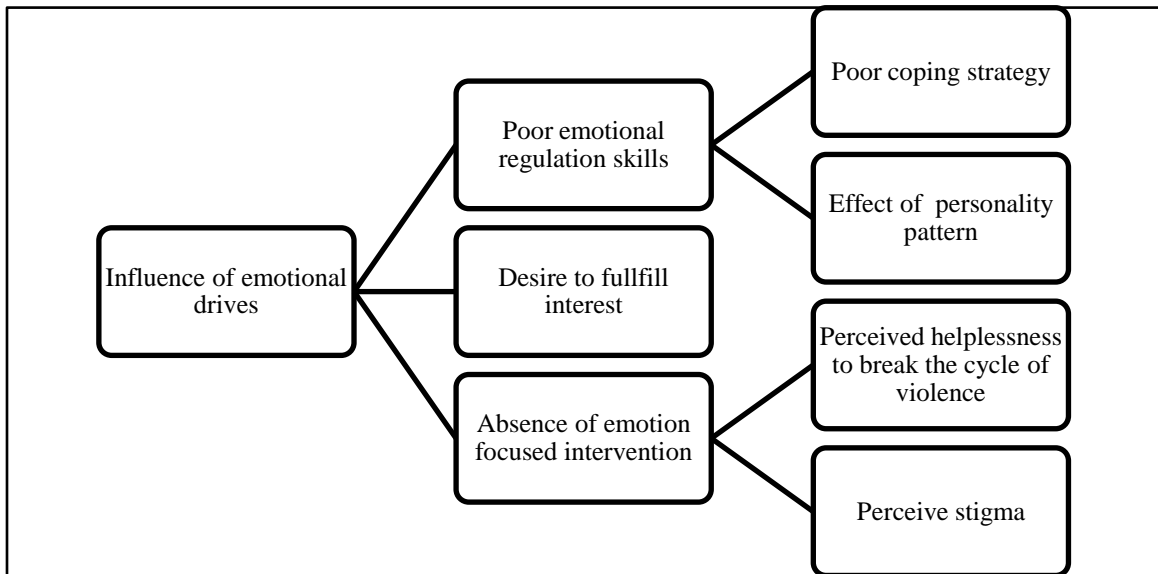 Influence of emotional
drives
Poor emotional
regulation skills
Desire to fullfill
interest
Absence of emotion
focused intervention
Poor coping strategy
Effect of personality
pattern
Perceived helplessness
to break the cycle of
violence
Perceive stigma